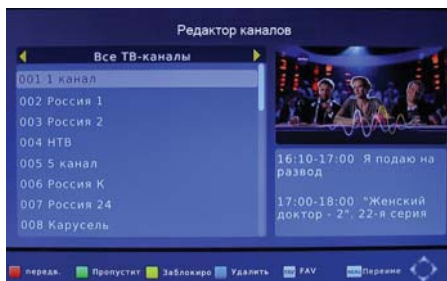 Редактор каналов
Все ТВ-каналы
001 1 канал
002 Россия 1
003 Россия 2
004 НТВ
005 5 канал
006 Россия К
007 Россия 24
008 Карусель
16:10-17:00 Я подаю на
развод
17:00-18:00 "Женский
доктор - 2", 22-я серия
передв. Пропустит Заблокиро Удалить FAV FAV MENU Переиме